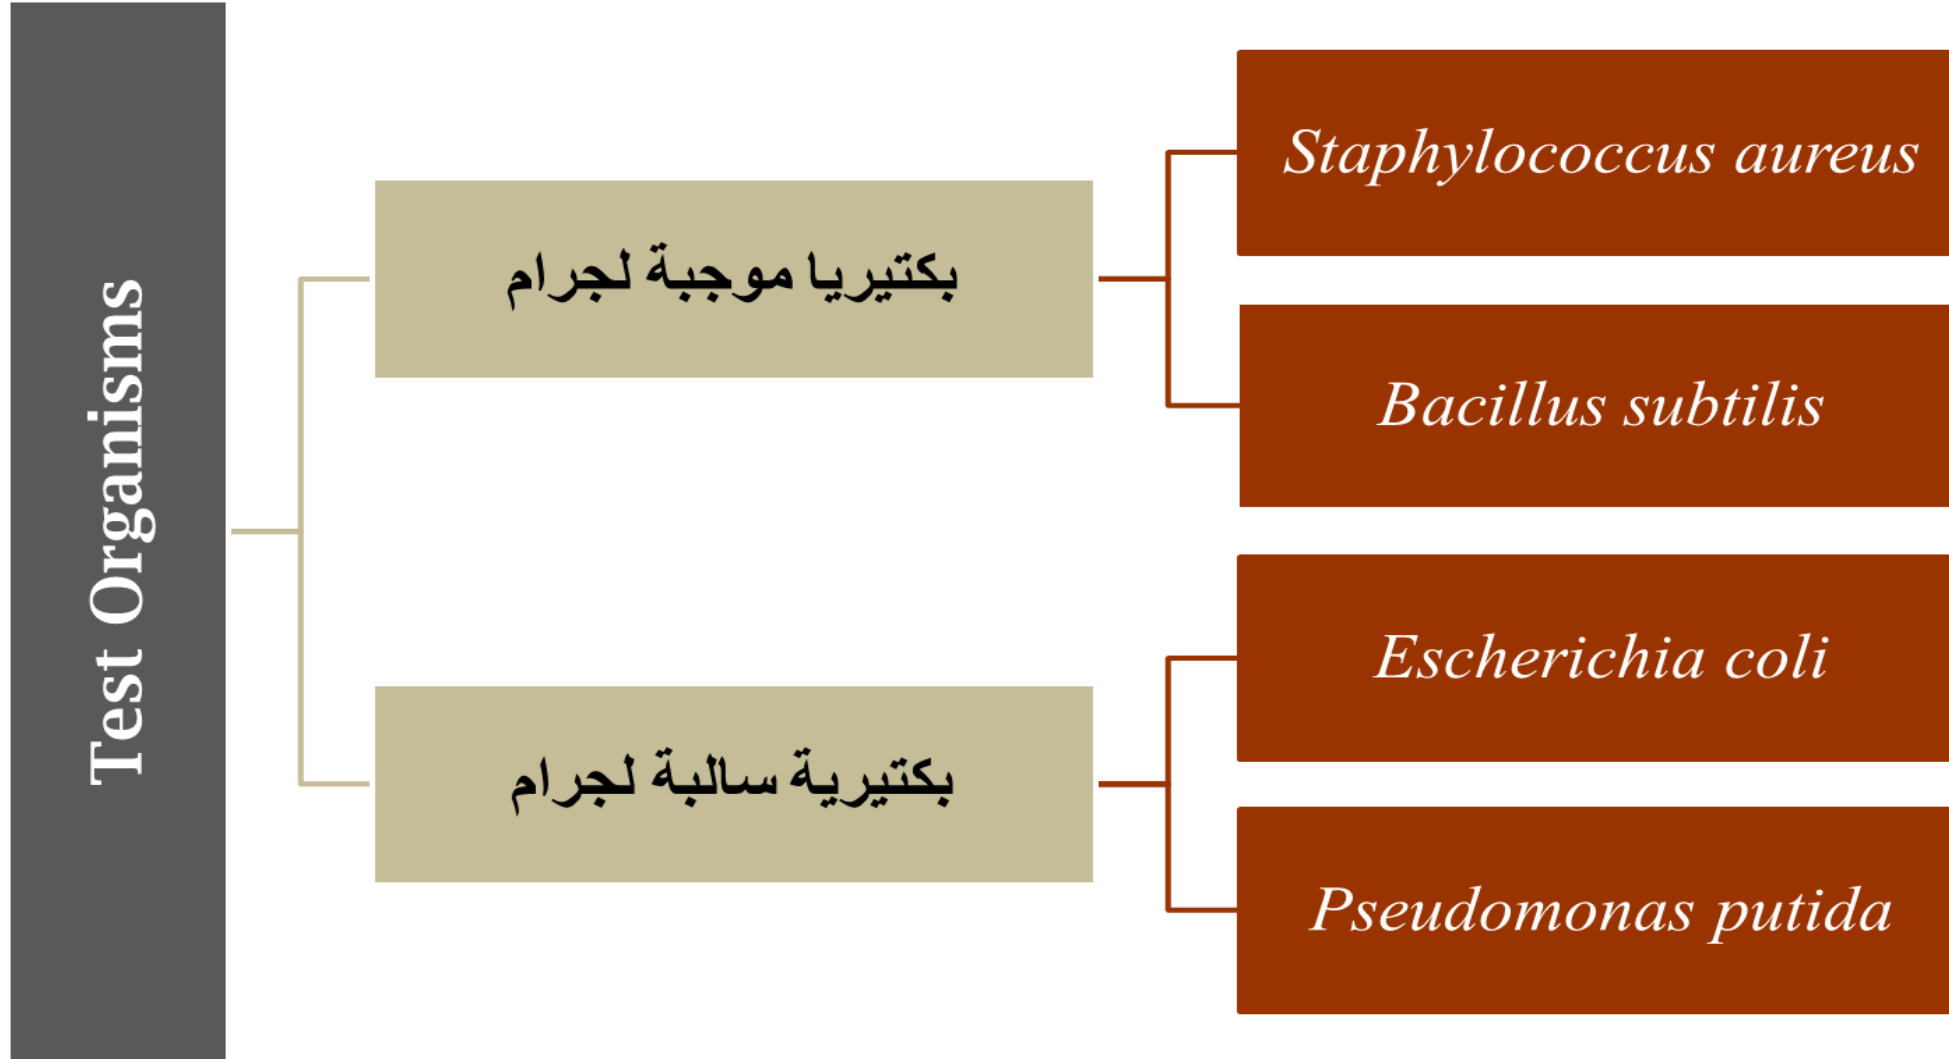 Test Organisms
بكتيريا موجبة لجرام
Staphylococcus aureus
Bacillus subtilis
بكتيرية سالبة لجرام
Escherichia coli
Pseudomonas putida